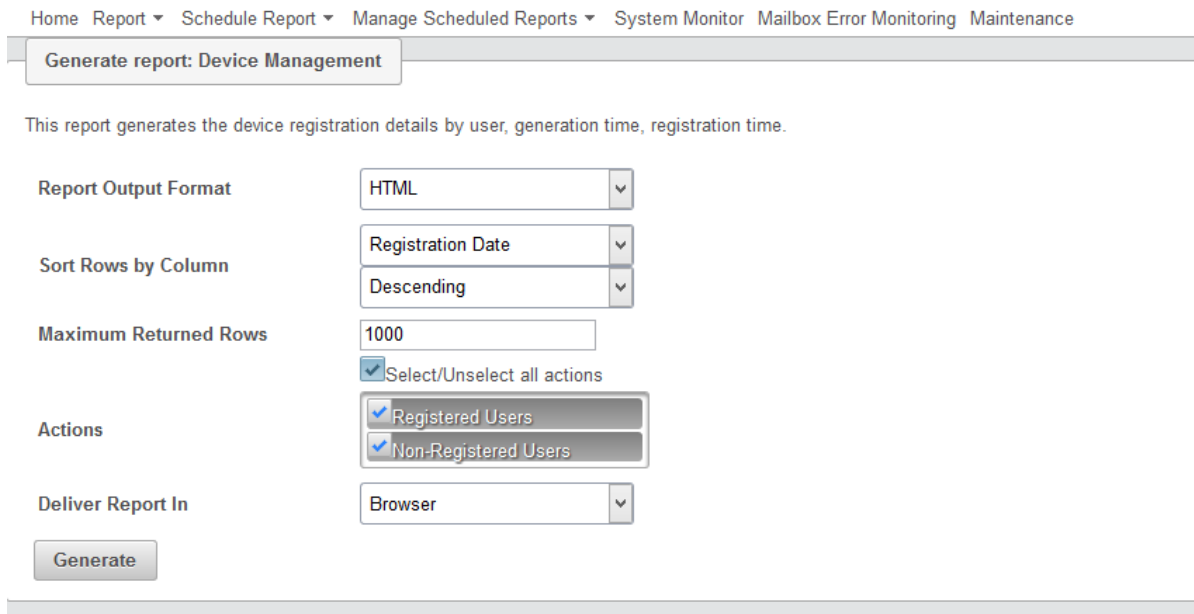 Home Report Schedule Report Manage Scheduled Reports System Monitor Mailbox Error Monitoring Maintenance
Generate report: Device Management
This report generates the device registration details by user, generation time, registration time.
Report Output Format HTML
Sort Rows by Column Registration Date
Descending
Maximum Returned Rows 1000
Select/Unselect all actions
Actions Registered Users
Non-Registered Users
Deliver Report In Browser
Generate